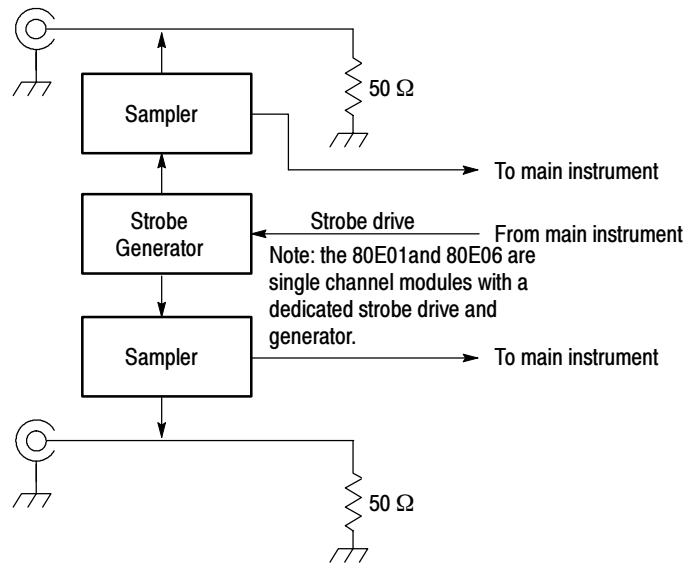 50 Ω
Sampler
To main instrument
Strobe
Generator
Strobe drive
From main instrument
Note: the 80E01and 80E06 are
single channel modules with a
dedicated strobe drive and
generator.
Sampler
To main instrument
50 Ω